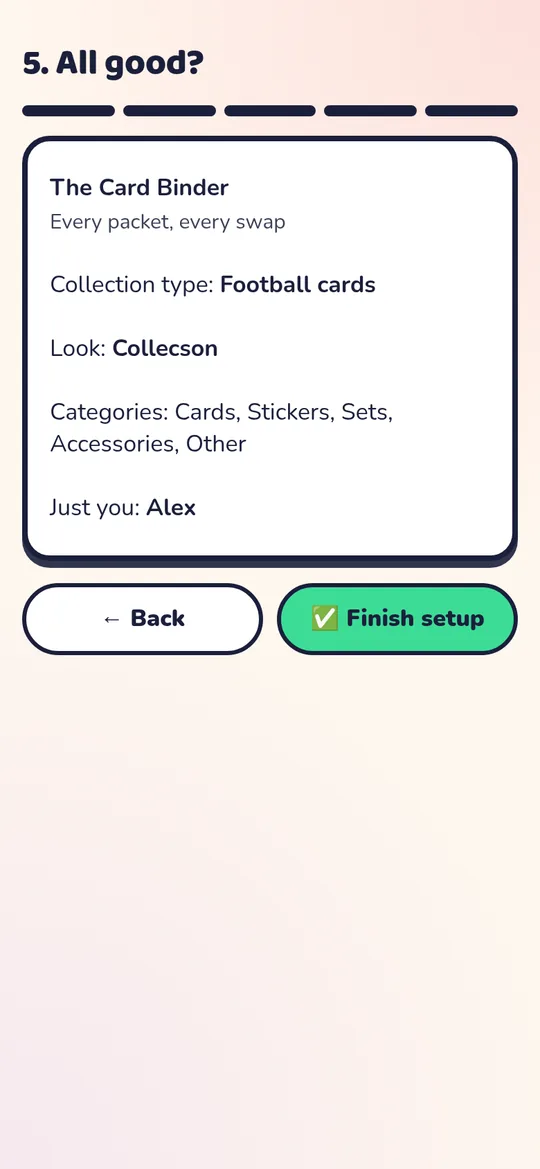 5. All good?
The Card Binder
Every packet, every swap
Collection type: Football cards
Look: Collecson
Categories: Cards, Stickers, Sets,
Accessories, Other
Just you: Alex
← Back
✅ Finish setup